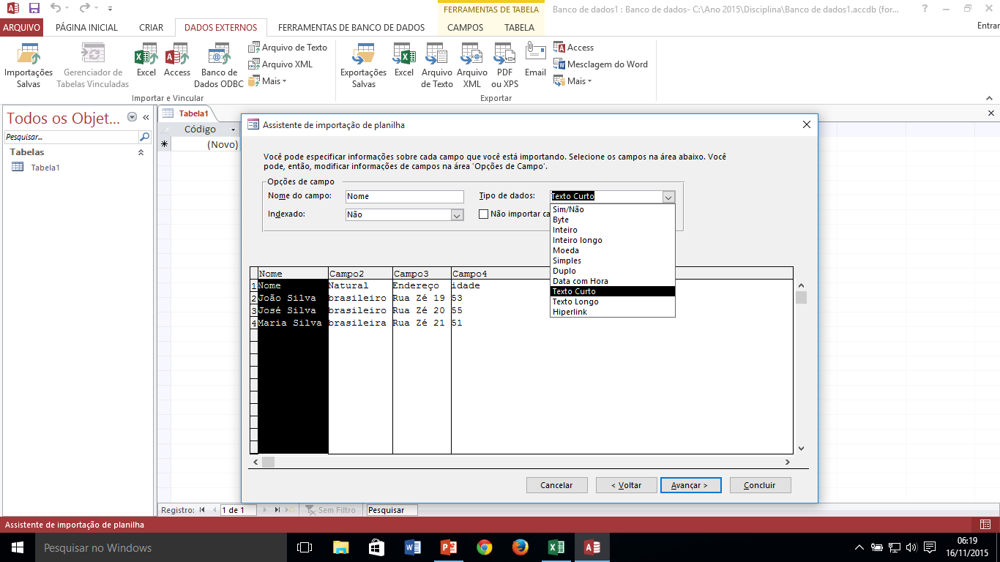 FERRAMENTAS DE TABELA
Banco de dados1 : Banco de dados- C:\Ano 2015\Disciplina\Banco de dados1.accdb (for...
ARQUIVO PÁGINA INICIAL CRIAR DADOS EXTERNOS FERRAMENTAS DE BANCO DE DADOS CAMPOS TABELA Entrar
Importações Salvas
Gerenciador de Tabelas Vinculadas
Excel
Access
Banco de Dados ODBC
Arquivo de Texto
Arquivo XML
Mais
Importar e Vincular
Exportações Salvas
Excel
Arquivo de Texto
Arquivo XML
PDF ou XPS
Email
Access
Mesclagem do Word
Mais
Exportar
Todos os Objet...
Pesquisar...
Tabelas
Tabela1
Tabela1
Código
(Novo)
Assistente de importação de planilha
Você pode especificar informações sobre cada campo que você está importando. Selecione os campos na área abaixo. Você
pode, então, modificar informações de campos na área 'Opções de Campo'.
Opções de campo
Nome do campo: Nome
Tipo de dados: Texto Curto
Indexado: Não
Não importar ca
Sim/Não
Byte
Inteiro
Inteiro longo
Moeda
Simples
Duplo
Data com Hora
Texto Curto
Texto Longo
Hiperlink
Nome Campo2 Campo3 Campo4
1 Nome Natural Endereço idade
2 João Silva brasileiro Rua Zé 19 53
3 José Silva brasileiro Rua Zé 20 55
4 Maria Silva brasileira Rua Zé 21 51
Cancelar
< Voltar
Avançar >
Concluir
Registro: 1 de 1 Sem Filtro Pesquisar
Assistente de importação de planilha
Pesquisar no Windows
06:19
16/11/2015